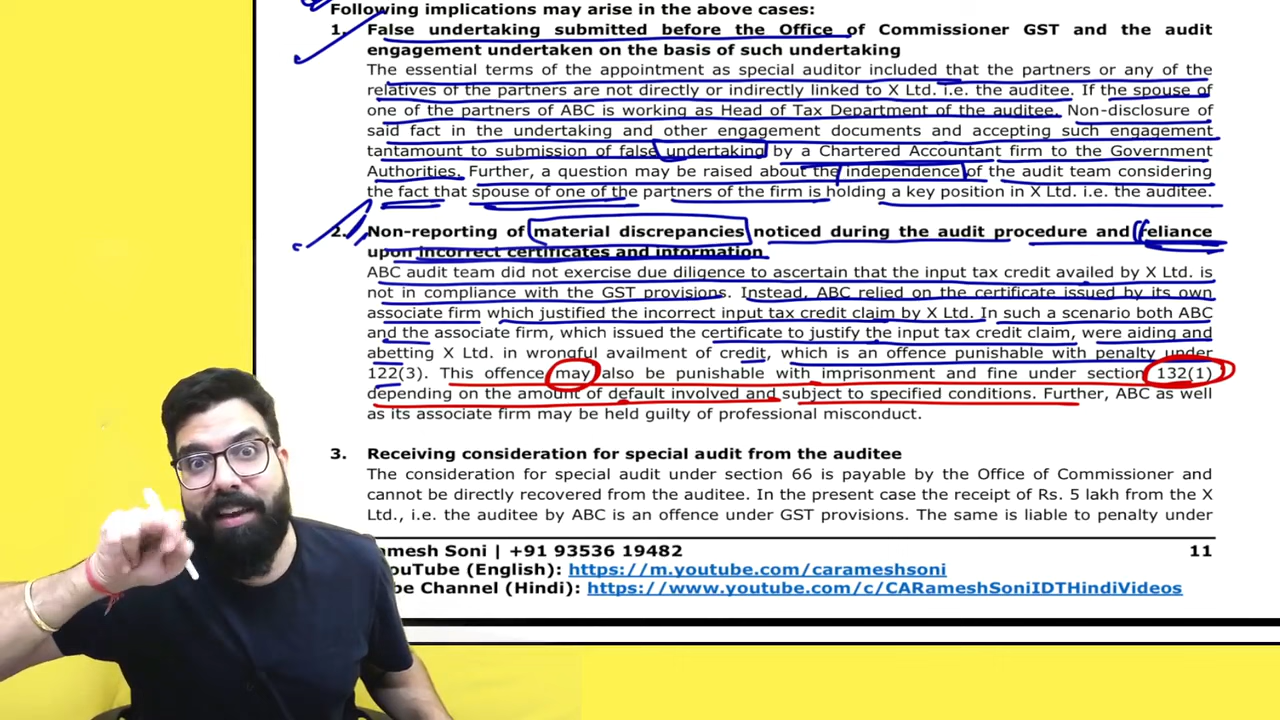 Following implications may arise in the above cases:
1. False undertaking submitted before the Office of Commissioner GST and the audit
engagement undertaken on the basis of such undertaking
The essential terms of the appointment as special auditor included that the partners or any of the
relatives of the partners are not directly or indirectly linked to X Ltd. i.e. the auditee. If the spouse of
one of the partners of ABC is working as Head of Tax Department of the auditee. Non-disclosure of
said fact in the undertaking and other engagement documents and accepting such engagement
tantamount to submission of false undertaking by a Chartered Accountant firm to the Government
Authorities. Further, a question may be raised about the independence of the audit team considering
the fact that spouse of one of the partners of the firm is holding a key position in X Ltd. i.e. the auditee.
2. Non-reporting of material discrepancies noticed during the audit procedure and reliance
upon incorrect certificates and information
ABC audit team did not exercise due diligence to ascertain that the input tax credit availed by X Ltd. is
not in compliance with the GST provisions. Instead, ABC relied on the certificate issued by its own
associate firm which justified the incorrect input tax credit claim by X Ltd. In such a scenario both ABC
and the associate firm, which issued the certificate to justify the input tax credit claim, were aiding and
abetting X Ltd. in wrongful availment of credit, which is an offence punishable with penalty under
122(3). This offence may also be punishable with imprisonment and fine under section 132(1)
depending on the amount of default involved and subject to specified conditions. Further, ABC as well
as its associate firm may be held guilty of professional misconduct.
3. Receiving consideration for special audit from the auditee
The consideration for special audit under section 66 is payable by the Office of Commissioner and
cannot be directly recovered from the auditee. In the present case the receipt of Rs. 5 lakh from the X
Ltd., i.e. the auditee by ABC is an offence under GST provisions. The same is liable to penalty under
amesh Soni | +91 93536 19482 11
ouTube (English): https://m.youtube.com/carameshsoni
be Channel (Hindi): https://www.youtube.com/c/CARameshSoniIDTHindiVideos